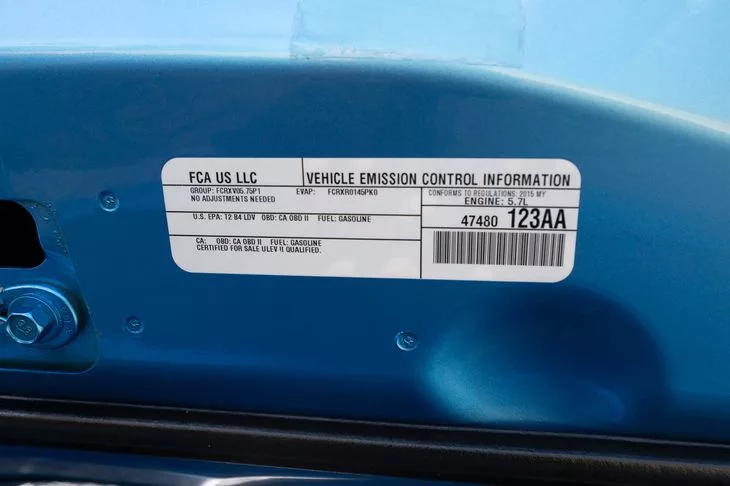 FCA US LLC
VEHICLE EMISSION CONTROL INFORMATION
GROUP: FCRXV05.75P1 EVAP: FCRXR0145PK0
NO ADJUSTMENTS NEEDED
CONFORMS TO REGULATIONS: 2015 MY
ENGINE: 5.7L
U.S. EPA: T2 B4 LDV OBD: CA OBD II FUEL: GASOLINE
47480 123AA
CA: OBD: CA OBD II FUEL: GASOLINE
CERTIFIED FOR SALE ULEV II QUALIFIED.